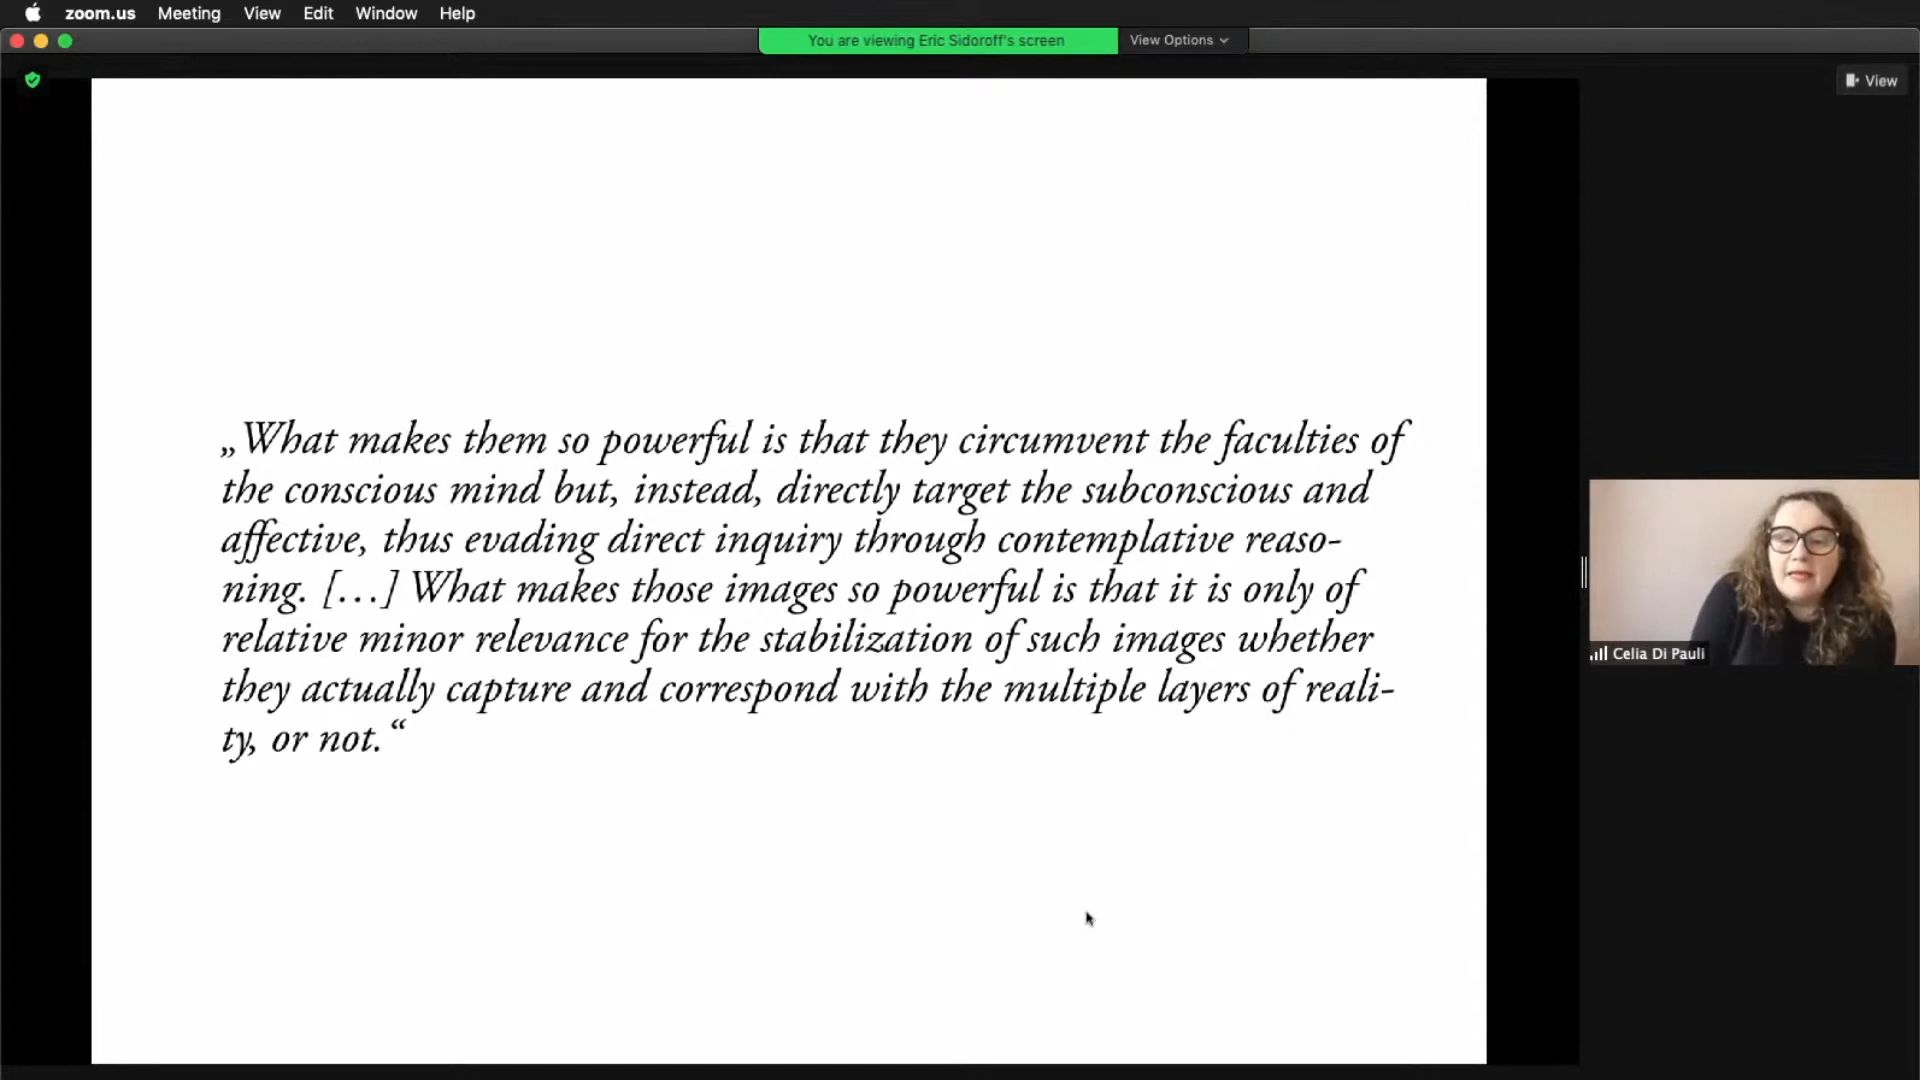 zoom.us Meeting View Edit Window Help
You are viewing Eric Sidoroff's screen View Options
View
„What makes them so powerful is that they circumvent the faculties of
the conscious mind but, instead, directly target the subconscious and
affective, thus evading direct inquiry through contemplative reaso-
ning. […] What makes those images so powerful is that it is only of
relative minor relevance for the stabilization of such images whether
they actually capture and correspond with the multiple layers of reali-
ty, or not.“
Celia Di Pauli